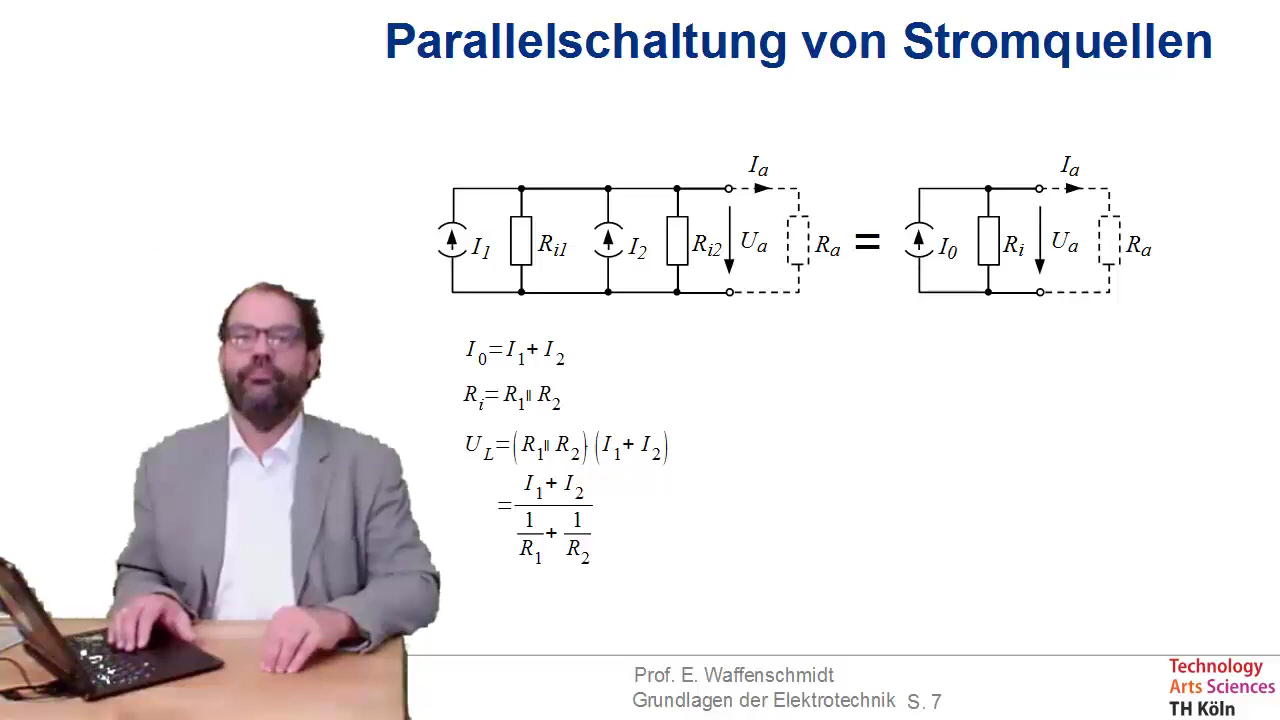 Parallelschaltung von Stromquellen
I_a I_a
I_1 R_i1 I_2 R_i2 U_a R_a = I_0 R_i U_a R_a
I_0 = I_1 + I_2
R_i = R_1 || R_2
U_L = (R_1 || R_2) · (I_1 + I_2)
= (I_1 + I_2) / (1/R_1 + 1/R_2)
Prof. E. Waffenschmidt
Grundlagen der Elektrotechnik S. 7
Technology
Arts Sciences
TH Köln